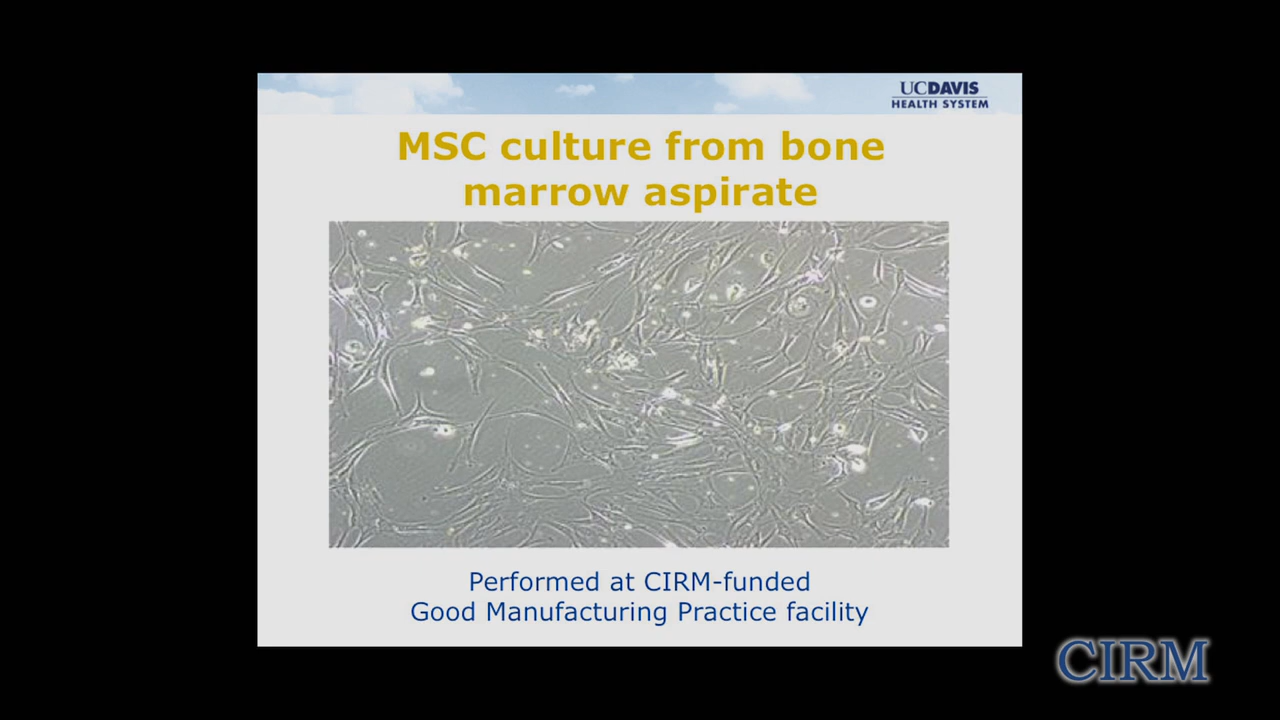 UCDAVIS
HEALTH SYSTEM
MSC culture from bone
marrow aspirate
Performed at CIRM-funded
Good Manufacturing Practice facility
CIRM